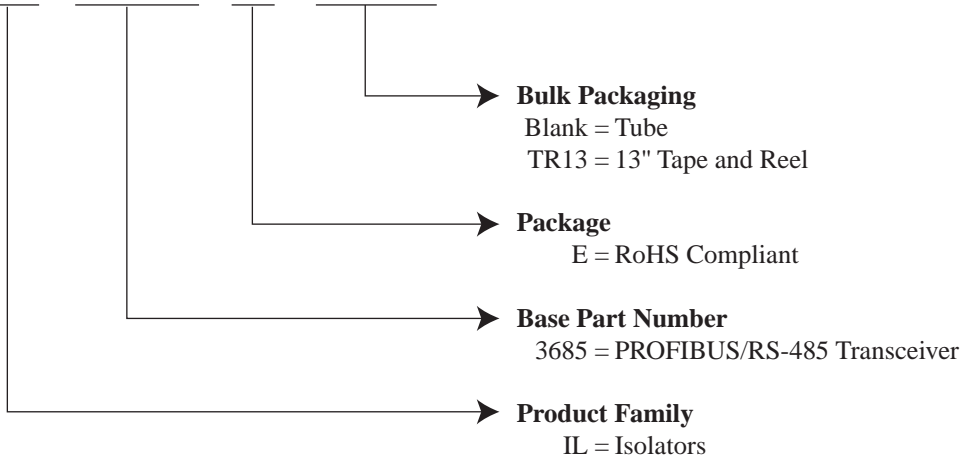 Bulk Packaging
Blank = Tube
TR13 = 13" Tape and Reel
Package
E = RoHS Compliant
Base Part Number
3685 = PROFIBUS/RS-485 Transceiver
Product Family
IL = Isolators